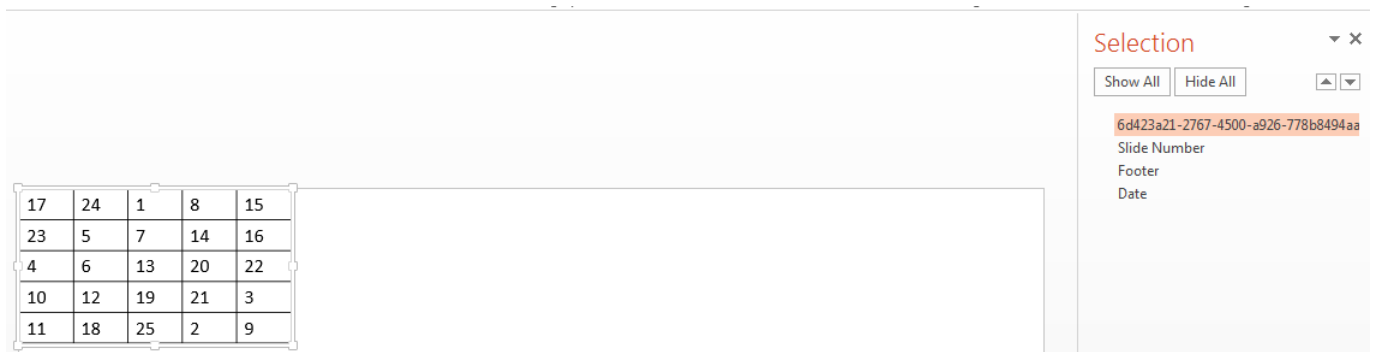 Selection
Show All Hide All
6d423a21-2767-4500-a926-778b8494aa
Slide Number
Footer
Date
17 24 1 8 15
23 5 7 14 16
4 6 13 20 22
10 12 19 21 3
11 18 25 2 9